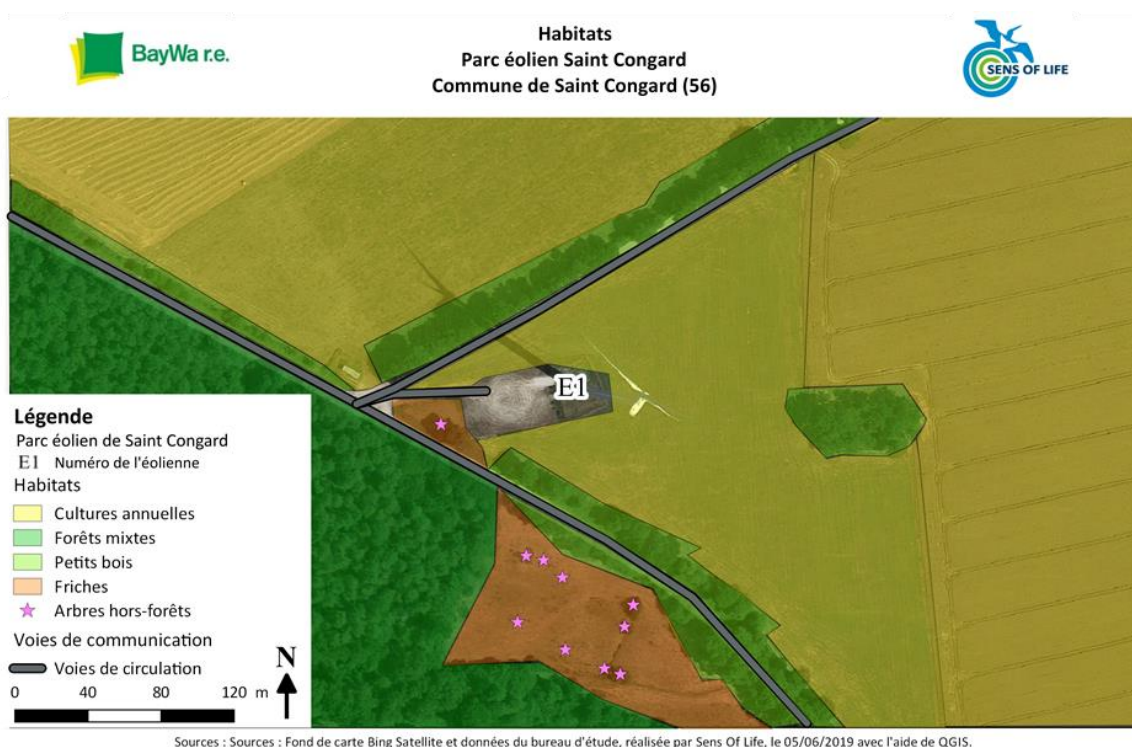 BayWa r.e.
Habitats
Parc éolien Saint Congard
Commune de Saint Congard (56)
SENS OF LIFE
E1
Légende
Parc éolien de Saint Congard
E1 Numéro de l'éolienne
Habitats
Cultures annuelles
Forêts mixtes
Petits bois
Friches
Arbres hors-forêts
Voies de communication
Voies de circulation
N
0 40 80 120 m
Sources : Sources : Fond de carte Bing Satellite et données du bureau d'étude, réalisée par Sens Of Life, le 05/06/2019 avec l'aide de QGIS.